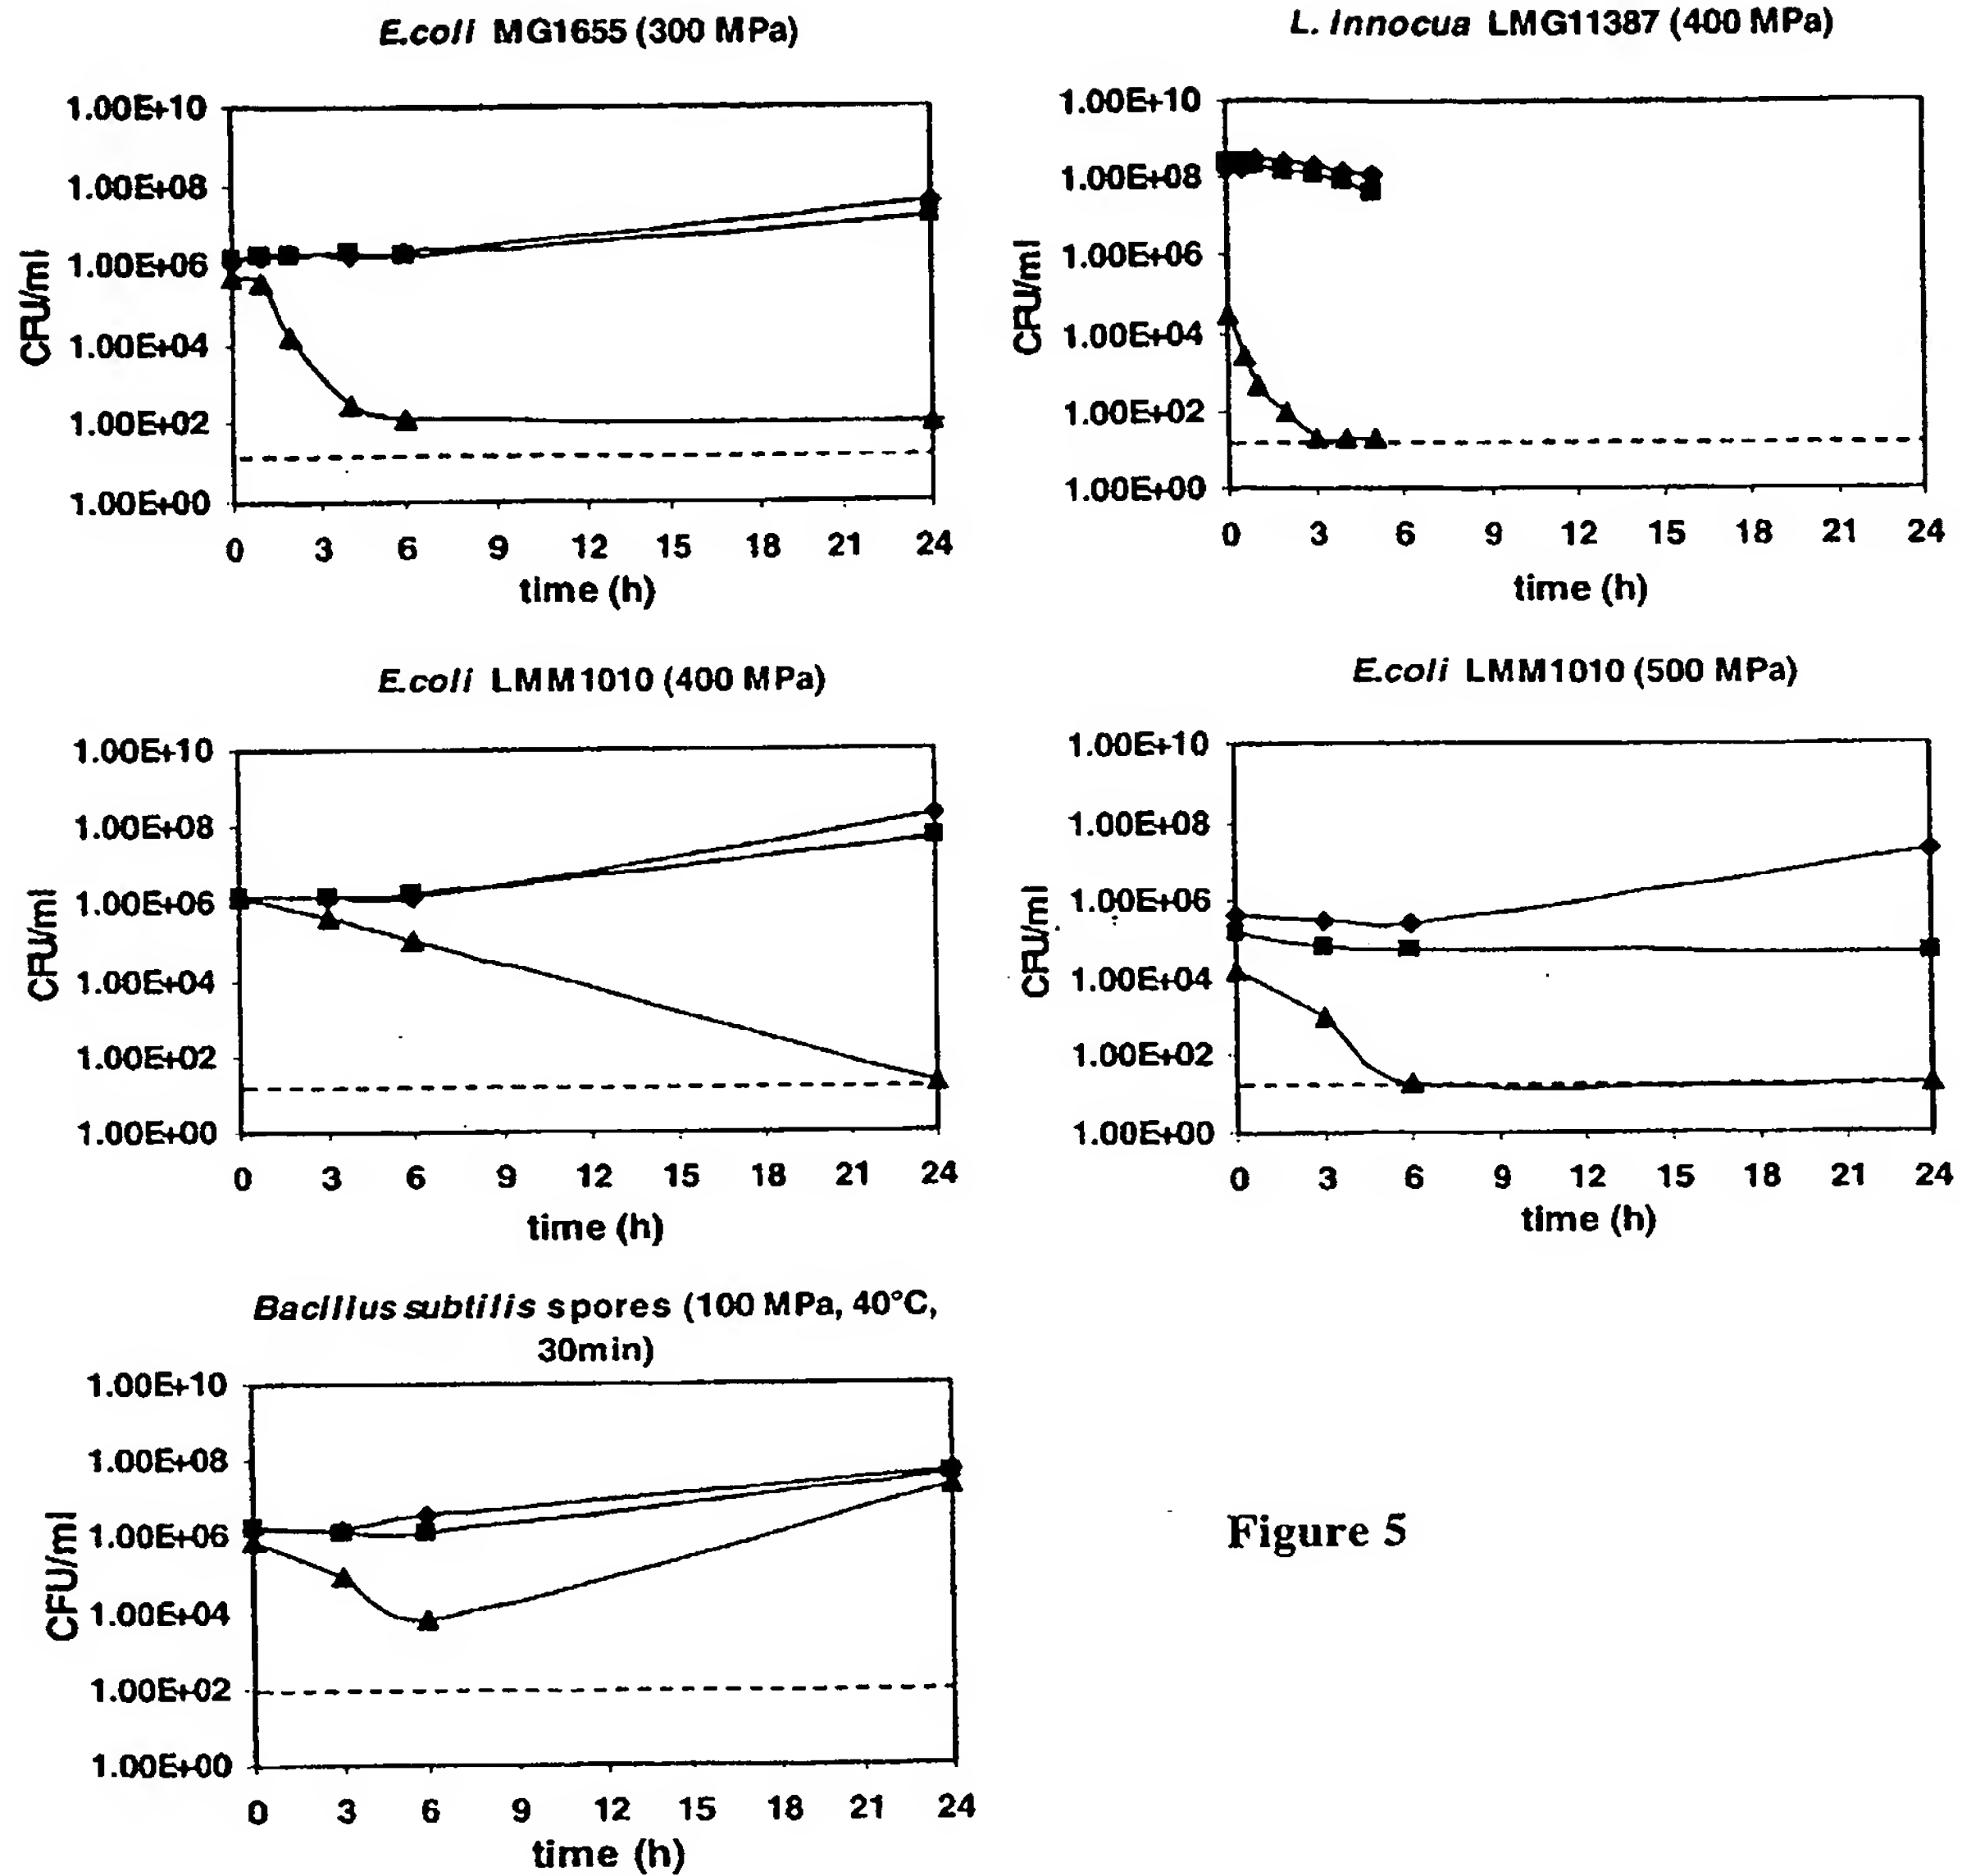 E.coli MG1655 (300 MPa)
1.00E+10
1.00E+08
1.00E+06
1.00E+04
1.00E+02
1.00E+00
CFU/ml
0 3 6 9 12 15 18 21 24
time (h)
L. Innocua LMG11387 (400 MPa)
1.00E+10
1.00E+08
1.00E+06
1.00E+04
1.00E+02
1.00E+00
CFU/ml
0 3 6 9 12 15 18 21 24
time (h)
E.coli LMM1010 (400 MPa)
1.00E+10
1.00E+08
1.00E+06
1.00E+04
1.00E+02
1.00E+00
CFU/ml
0 3 6 9 12 15 18 21 24
time (h)
E.coli LMM1010 (500 MPa)
1.00E+10
1.00E+08
1.00E+06
1.00E+04
1.00E+02
1.00E+00
CFU/ml
0 3 6 9 12 15 18 21 24
time (h)
Bacillus subtilis spores (100 MPa, 40°C,
30min)
1.00E+10
1.00E+08
1.00E+06
1.00E+04
1.00E+02
1.00E+00
CFU/ml
0 3 6 9 12 15 18 21 24
time (h)
Figure 5